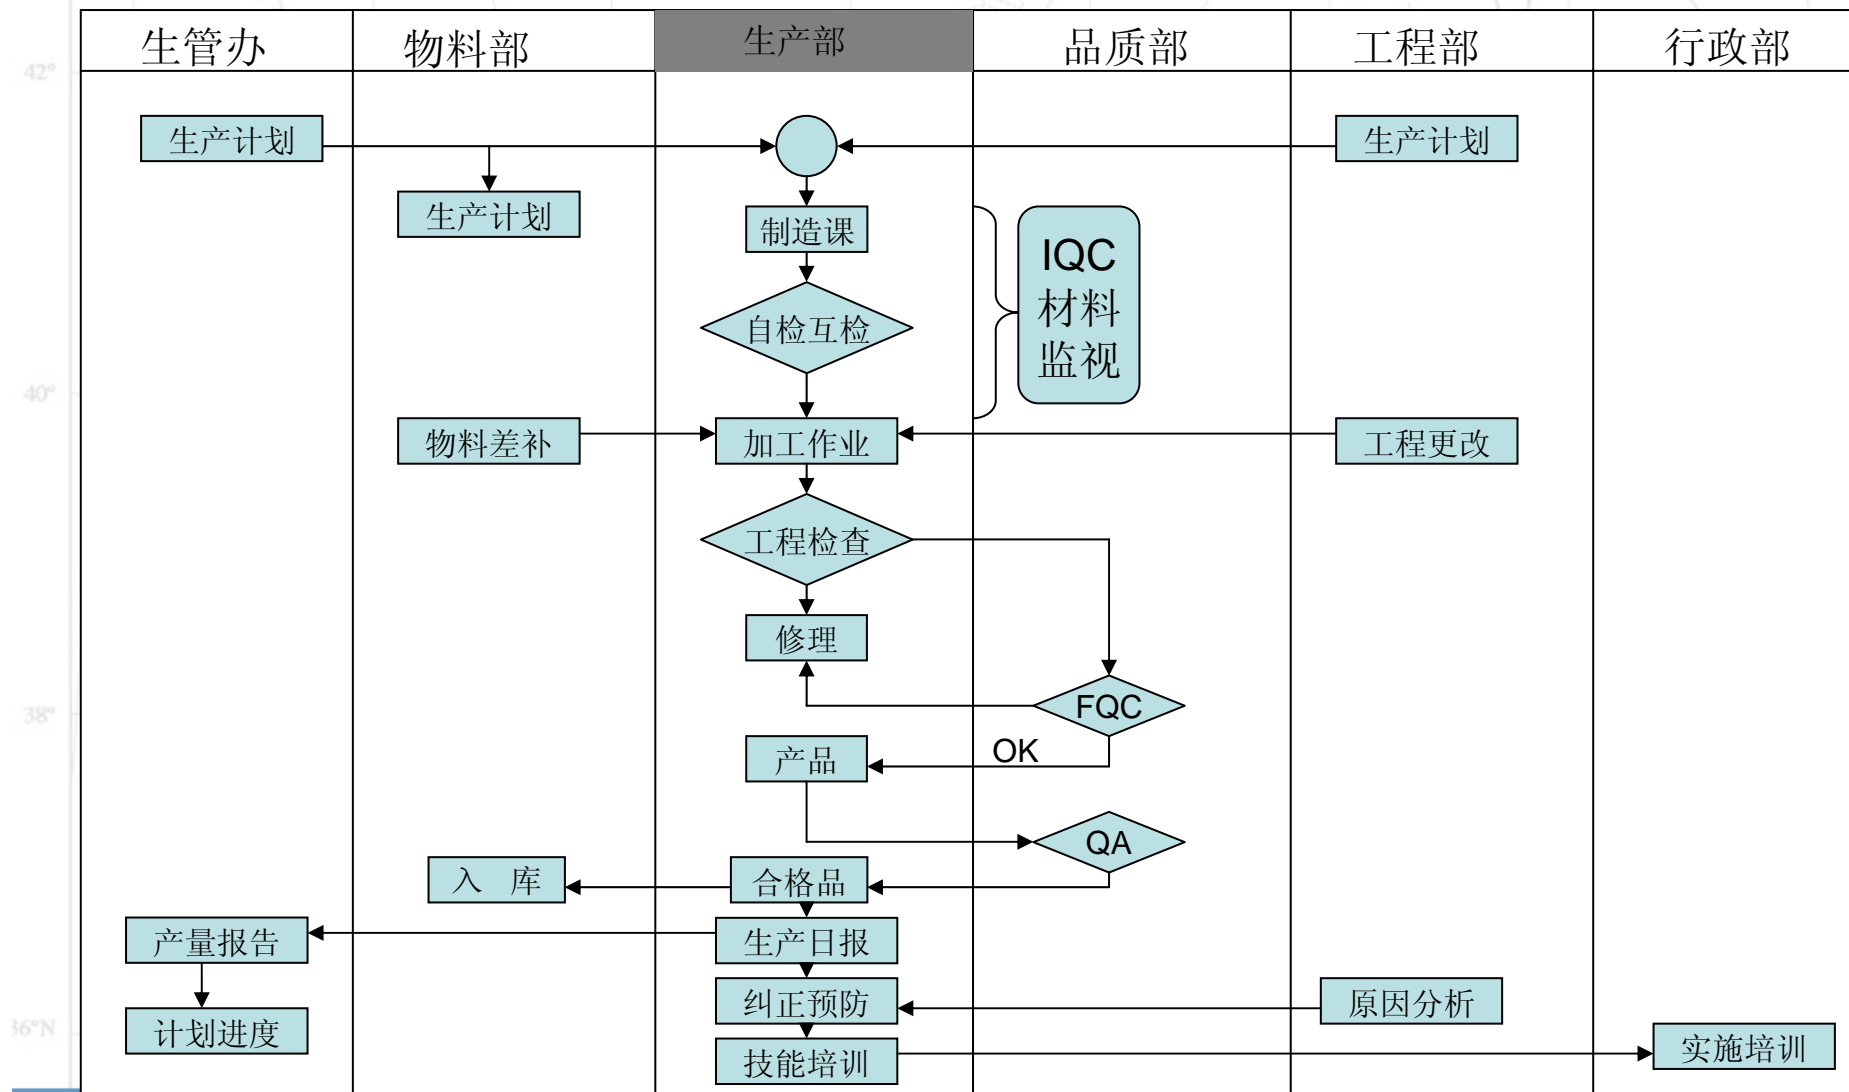 生管办
物料部
生产部
品质部
工程部
行政部
42°
生产计划
生产计划
生产计划
制造课
IQC
材料
监视
自检互检
40°
物料差补
加工作业
工程更改
工程检查
修理
38°
FQC
OK
产品
QA
入 库
合格品
产量报告
生产日报
纠正预防
原因分析
36°N
计划进度
技能培训
实施培训